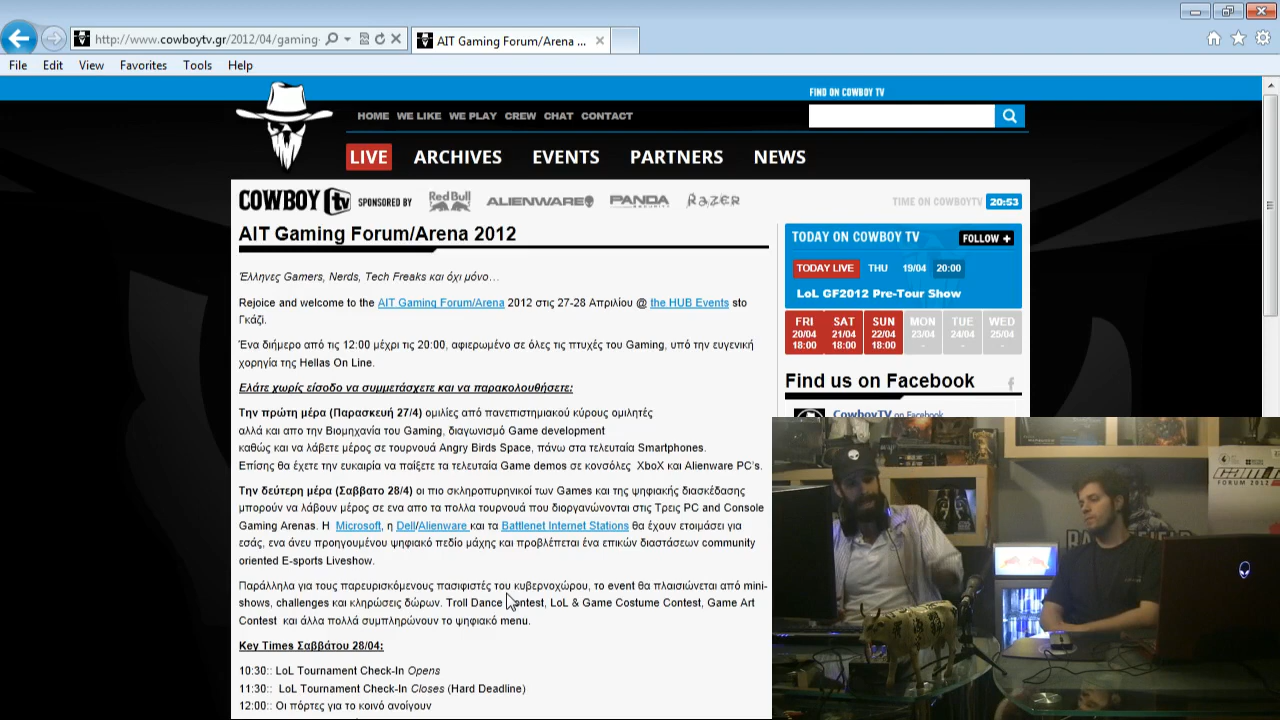 http://www.cowboytv.gr/2012/04/gaming-
AIT Gaming Forum/Arena ...
File Edit View Favorites Tools Help
FIND ON COWBOY TV
HOME WE LIKE WE PLAY CREW CHAT CONTACT
LIVE ARCHIVES EVENTS PARTNERS NEWS
COWBOY tv SPONSORED BY Red Bull ALIENWARE PANDA SECURITY RAZER
TIME ON COWBOYTV 20:53
AIT Gaming Forum/Arena 2012
Έλληνες Gamers, Nerds, Tech Freaks και όχι μόνο…
Rejoice and welcome to the AIT Gaming Forum/Arena 2012 στις 27-28 Απριλίου @ the HUB Events sto
Γκάζι.
Ένα διήμερο από τις 12:00 μέχρι τις 20:00, αφιερωμένο σε όλες τις πτυχές του Gaming, υπό την ευγενική
χορηγία της Hellas On Line.
Ελάτε χωρίς είσοδο να συμμετάσχετε και να παρακολουθήσετε:
Την πρώτη μέρα (Παρασκευή 27/4) ομιλίες από πανεπιστημιακού κύρους ομιλητές
αλλά και απο την Βιομηχανία του Gaming, διαγωνισμό Game development
καθώς και να λάβετε μέρος σε τουρνουά Angry Birds Space, πάνω στα τελευταία Smartphones.
Επίσης θα έχετε την ευκαιρία να παίξετε τα τελευταία Game demos σε κονσόλες XboX και Alienware PC's.
Την δεύτερη μέρα (Σαββατο 28/4) οι πιο σκληροπυρηνικοί των Games και της ψηφιακής διασκέδασης
μπορούν να λάβουν μέρος σε ενα απο τα πολλα τουρνουά που διοργανώνονται στις Τρεις PC and Console
Gaming Arenas. Η Microsoft, η Dell/Alienware και τα Battlenet Internet Stations θα έχουν ετοιμάσει για
εσάς, ενα άνευ προηγουμένου ψηφιακό πεδίο μάχης και προβλέπεται ένα επικών διαστάσεων community
oriented E-sports Liveshow.
Παράλληλα για τους παρευρισκόμενους πασιφιστές του κυβερνοχώρου, το event θα πλαισιώνεται από mini-
shows, challenges και κληρώσεις δώρων. Troll Dance Contest, LoL & Game Costume Contest, Game Art
Contest και άλλα πολλά συμπληρώνουν το ψηφιακό menu.
Key Times Σαββάτου 28/04:
10:30:: LoL Tournament Check-In Opens
11:30:: LoL Tournament Check-In Closes (Hard Deadline)
12:00:: Οι πόρτες για το κοινό ανοίγουν
TODAY ON COWBOY TV FOLLOW +
TODAY LIVE THU 19/04 20:00
LoL GF2012 Pre-Tour Show
FRI SAT SUN MON TUE WED
20/04 21/04 22/04 23/04 24/04 25/04
18:00 18:00 18:00 - - -
Find us on Facebook
CowboyTV on Facebook
FORUM 2012